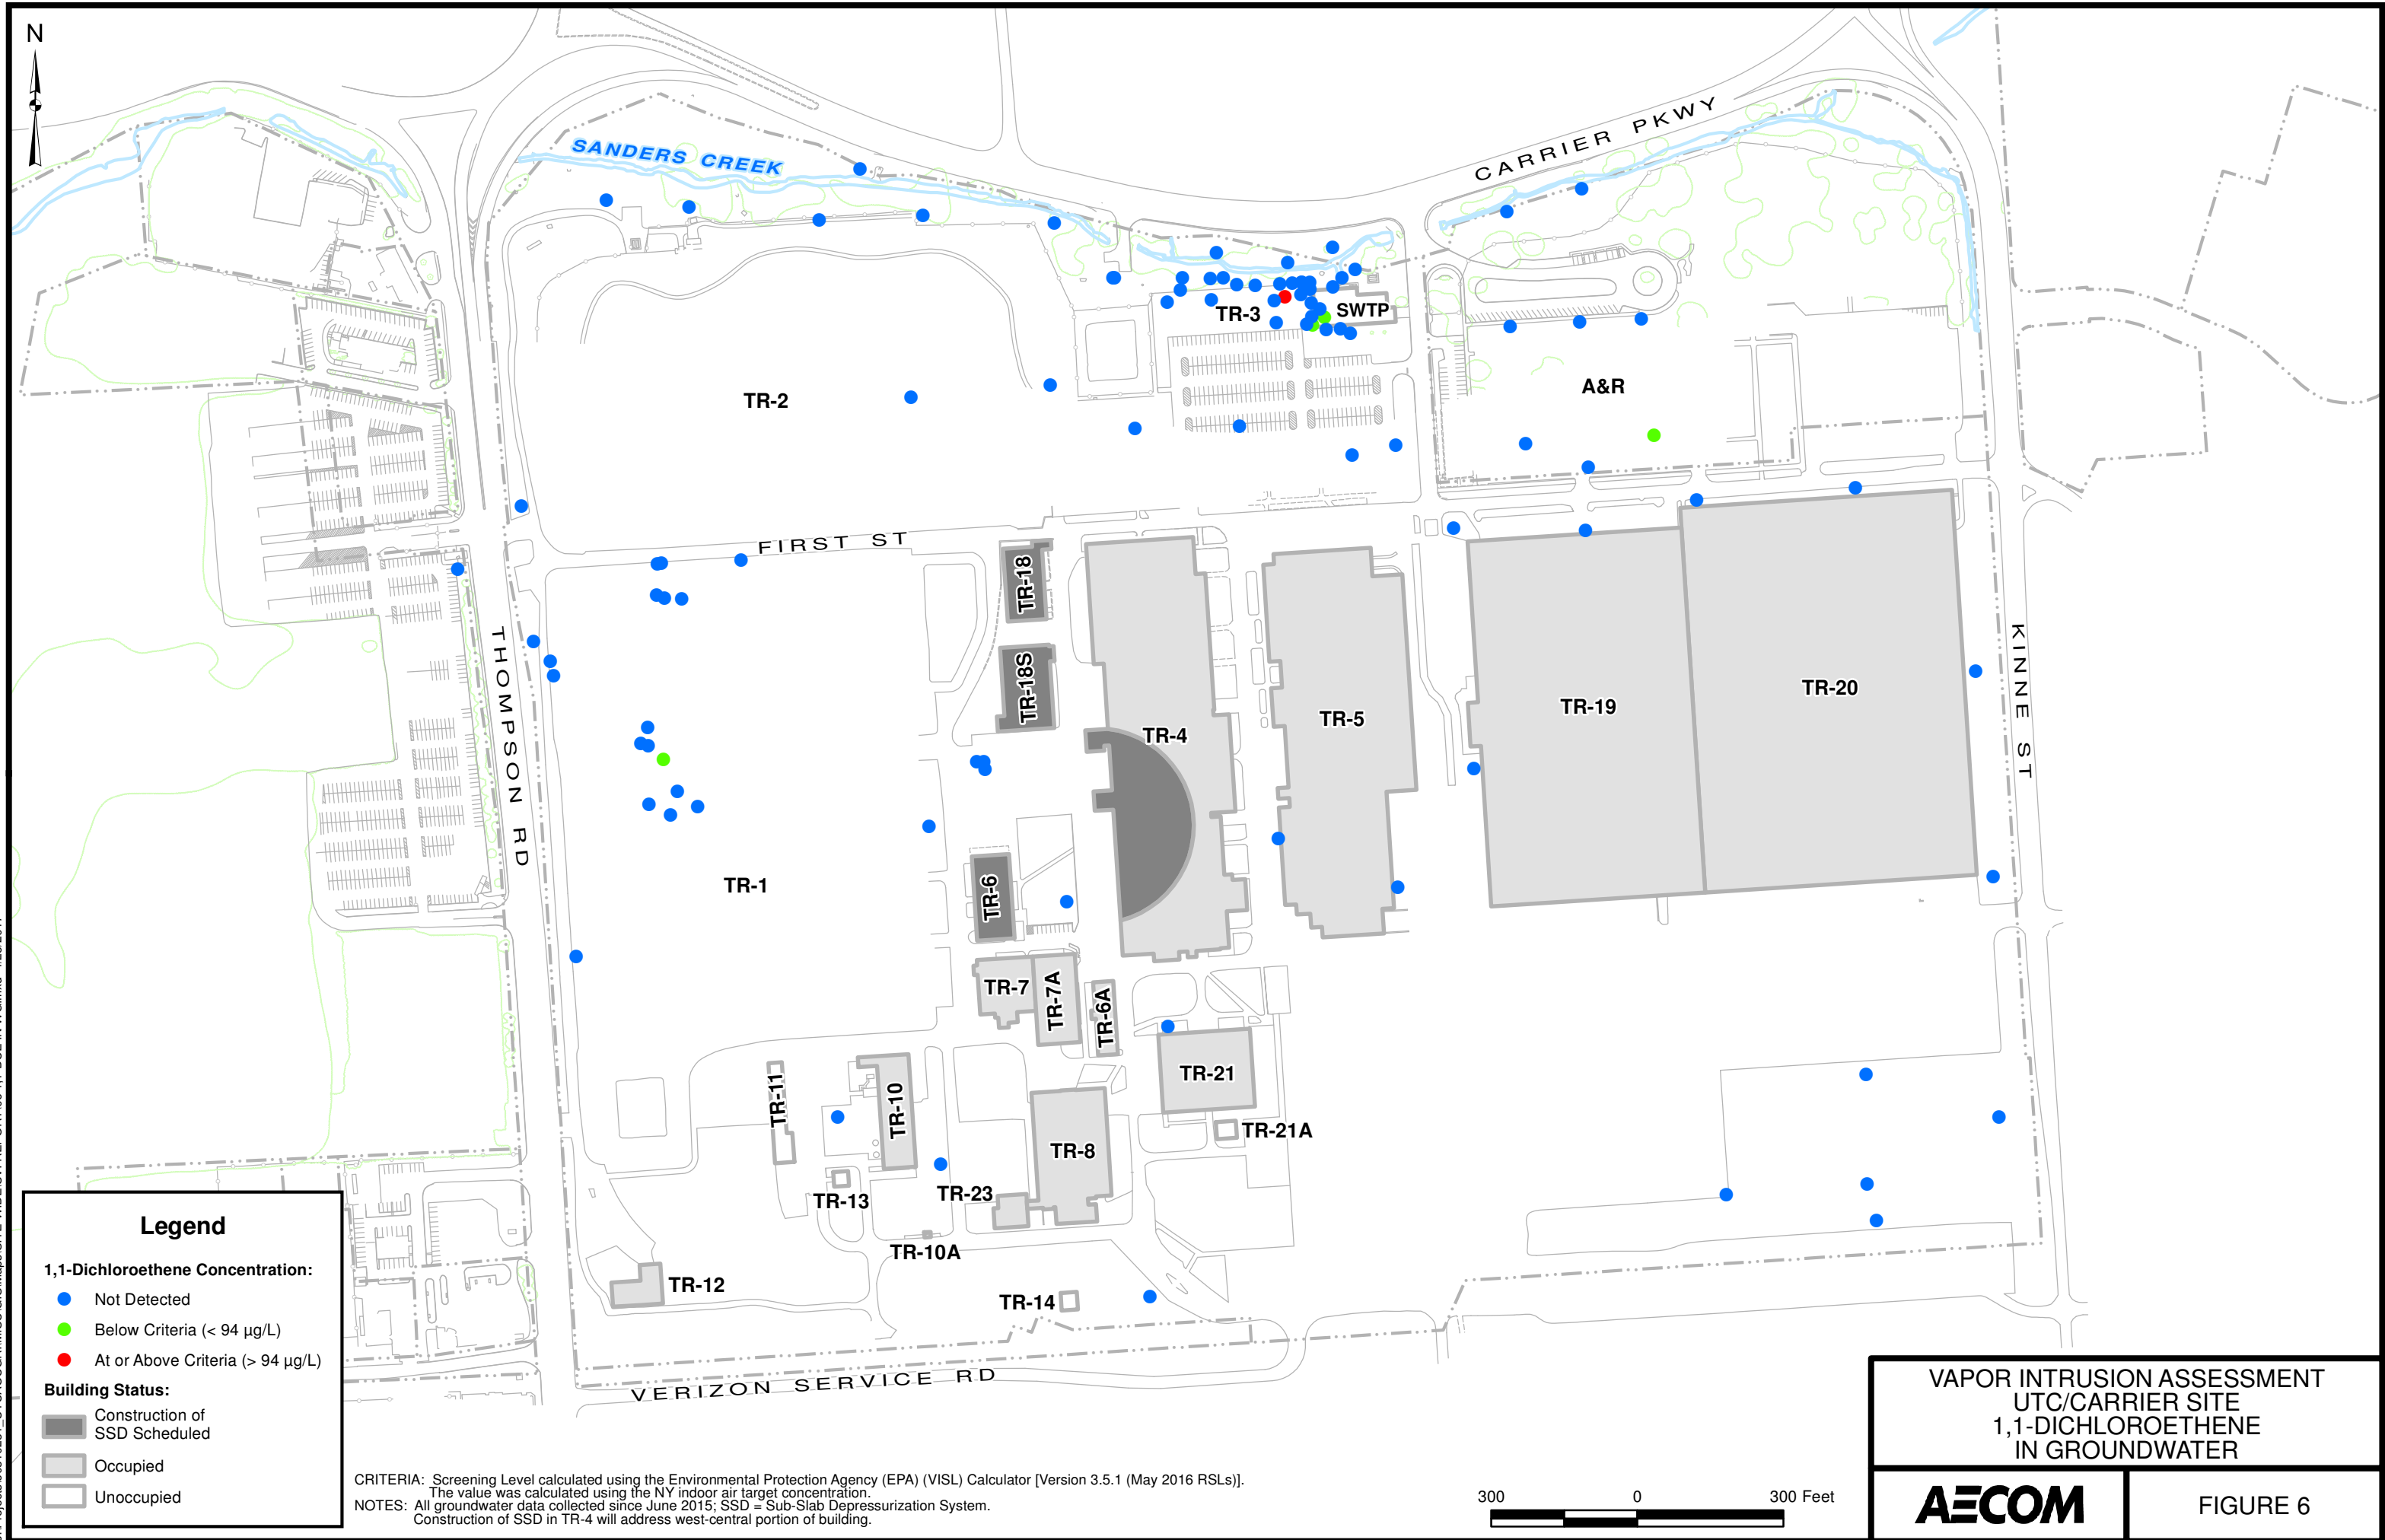 N
SANDERS CREEK
CARRIER PKWY
TR-3
SWTP
TR-2
A&R
FIRST ST
TR-18
TR-18S
THOMPSON RD
KINNE ST
TR-4
TR-5
TR-19
TR-20
TR-1
TR-6
TR-7
TR-7A
TR-6A
TR-21
TR-11
TR-10
TR-21A
TR-8
TR-13
TR-23
TR-10A
TR-12
TR-14
VERIZON SERVICE RD
Legend
1,1-Dichloroethene Concentration:
Not Detected
Below Criteria (< 94 µg/L)
At or Above Criteria (> 94 µg/L)
Building Status:
Construction of
SSD Scheduled
Occupied
Unoccupied
CRITERIA: Screening Level calculated using the Environmental Protection Agency (EPA) (VISL) Calculator [Version 3.5.1 (May 2016 RSLs)].
The value was calculated using the NY indoor air target concentration.
NOTES: All groundwater data collected since June 2015; SSD = Sub-Slab Depressurization System.
Construction of SSD in TR-4 will address west-central portion of building.
300 0 300 Feet
VAPOR INTRUSION ASSESSMENT
UTC/CARRIER SITE
1,1-DICHLOROETHENE
IN GROUNDWATER
AECOM
FIGURE 6